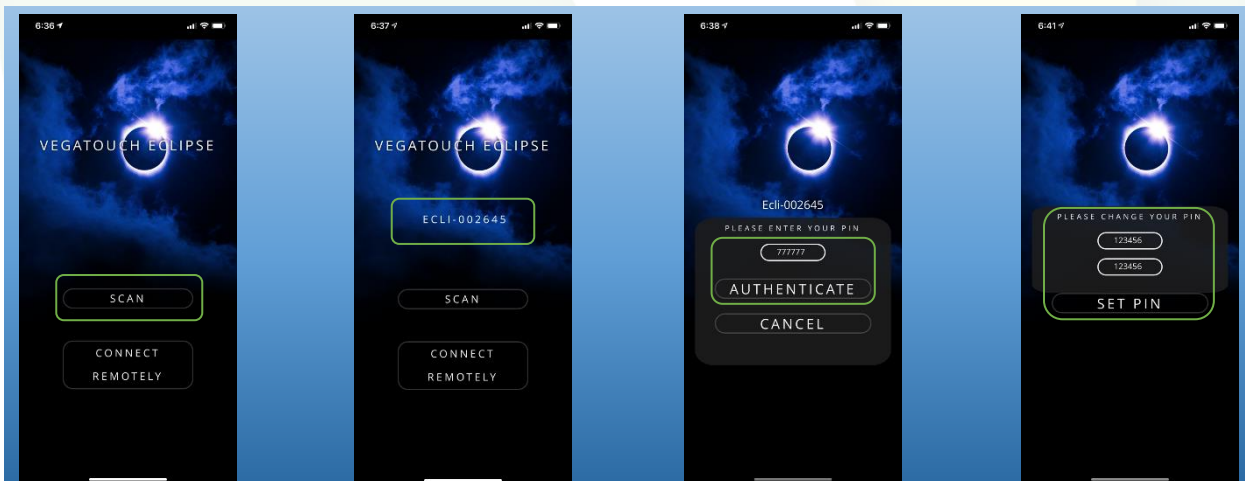 6:36
VEGATOUCH ECLIPSE
SCAN
CONNECT
REMOTELY
6:37
VEGATOUCH ECLIPSE
ECLI-002645
SCAN
CONNECT
REMOTELY
6:38
Ecli-002645
PLEASE ENTER YOUR PIN
777777
AUTHENTICATE
CANCEL
6:41
PLEASE CHANGE YOUR PIN
123456
123456
SET PIN